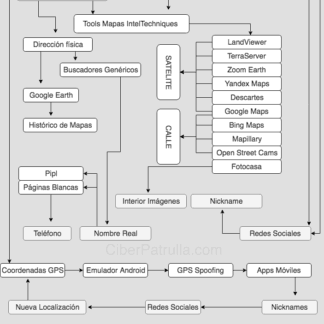 Tools Mapas IntelTechniques
Dirección física
Buscadores Genéricos
Google Earth
Histórico de Mapas
SATELITE
CALLE
LandViewer
TerraServer
Zoom Earth
Yandex Maps
Descartes
Google Maps
Bing Maps
Mapillary
Open Street Cams
Fotocasa
Pipl
Páginas Blancas
Interior Imágenes
Nickname
Teléfono
Nombre Real
Redes Sociales
CiberPatrulla.com
Coordenadas GPS
Emulador Android
GPS Spoofing
Apps Móviles
Nueva Localización
Redes Sociales
Nicknames